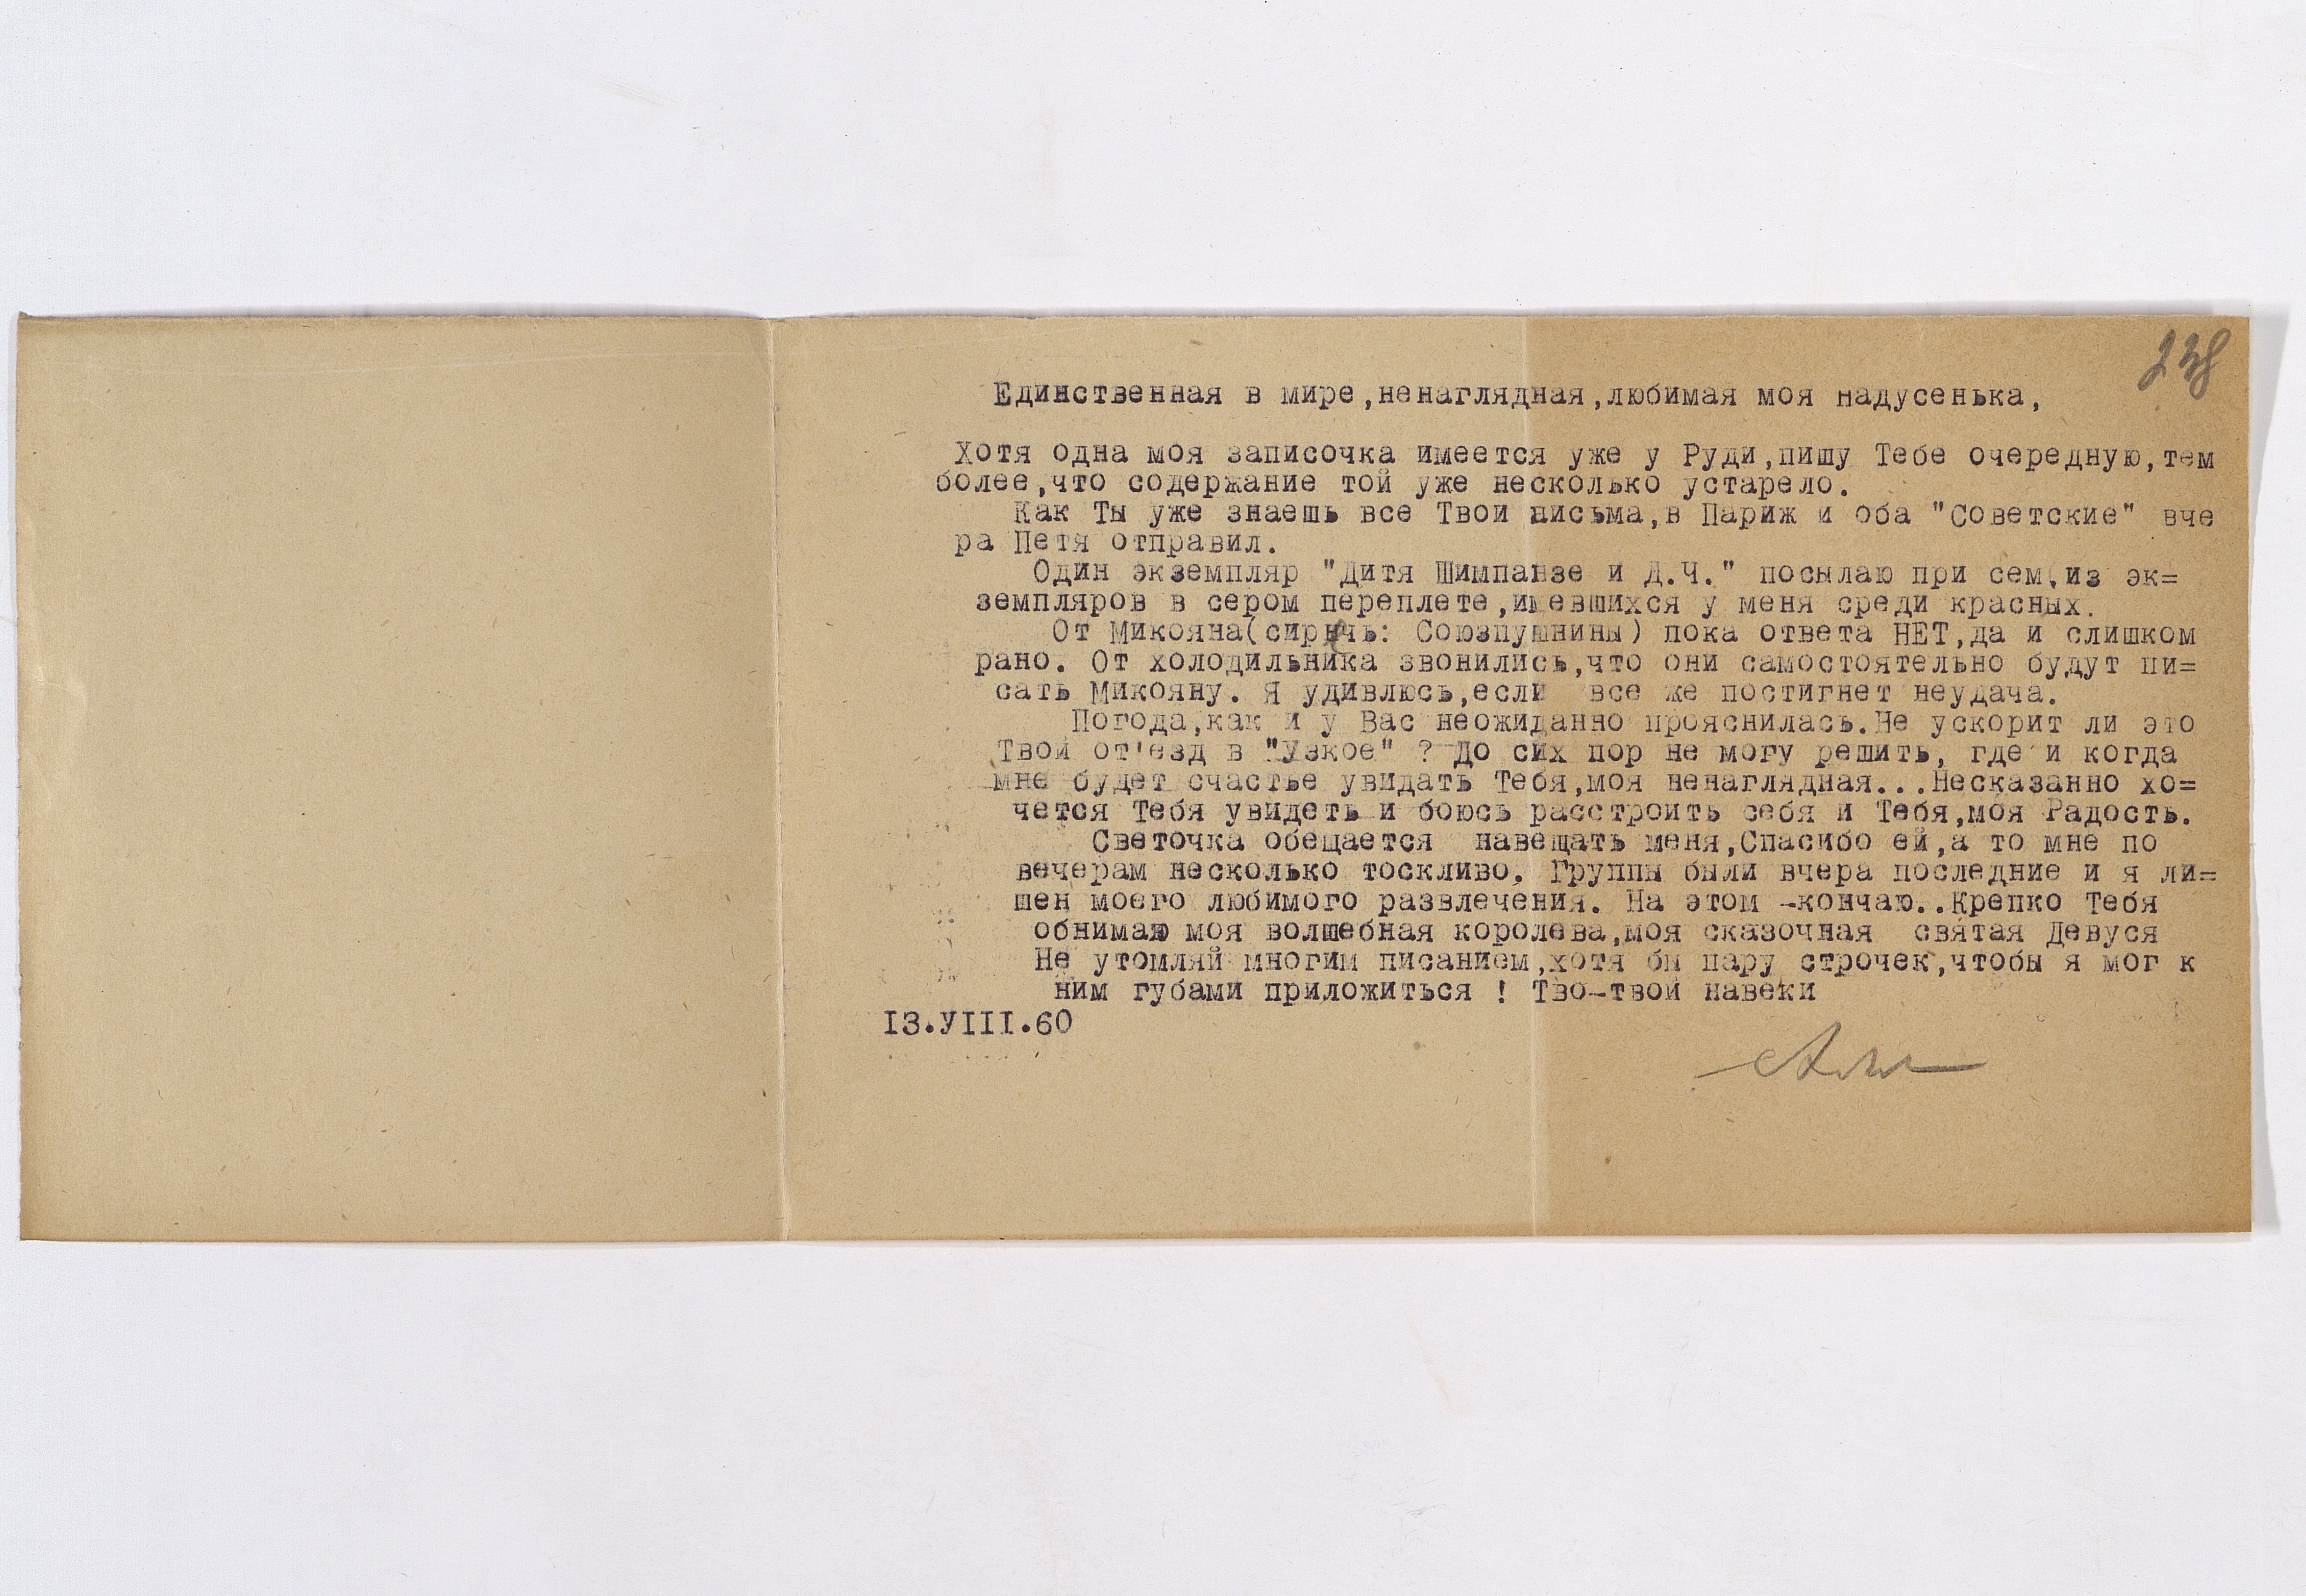 238
Единственная в мире,ненаглядная,любимая моя надусенька,
Хотя одна моя записочка имеется уже у Руди,пишу Тебе очередную,тем
более,что содержание той уже несколько устарело.
Как Ты уже знаешь все Твои письма,в Париж и оба "Советские" вче
ра Петя отправил.
Один экземпляр "Дитя Шимпанзе и Д.Ч." посылаю при сем,из эк=
земпляров в сером переплете,имевшихся у меня среди красных.
От Микояна(сиречь: Союзпушнины) пока ответа НЕТ,да и слишком
рано. От холодильника звонились,что они самостоятельно будут пи=
сать Микояну. Я удивлюсь,если все же постигнет неудача.
Погода,как и у Вас неожиданно прояснилась.Не ускорит ли это
Твой от'езд в "Узкое" ? До сих пор не могу решить, где и когда
мне будет счастье увидать Тебя,моя ненаглядная...Несказанно хо=
чется Тебя увидеть и боюсь расстроить себя и Тебя,моя Радость.
Светочка обещается навещать меня,Спасибо ей,а то мне по
вечерам несколько тоскливо. Группы были вчера последние и я ли=
шен моего любимого развлечения. На этом -кончаю..Крепко Тебя
обнимаю моя волшебная королева,моя сказочная святая Девуся
Не утомляй многим писанием,хотя бы пару строчек,чтобы я мог к
ним губами приложиться ! Тво-твой навеки
I3.УIII.60